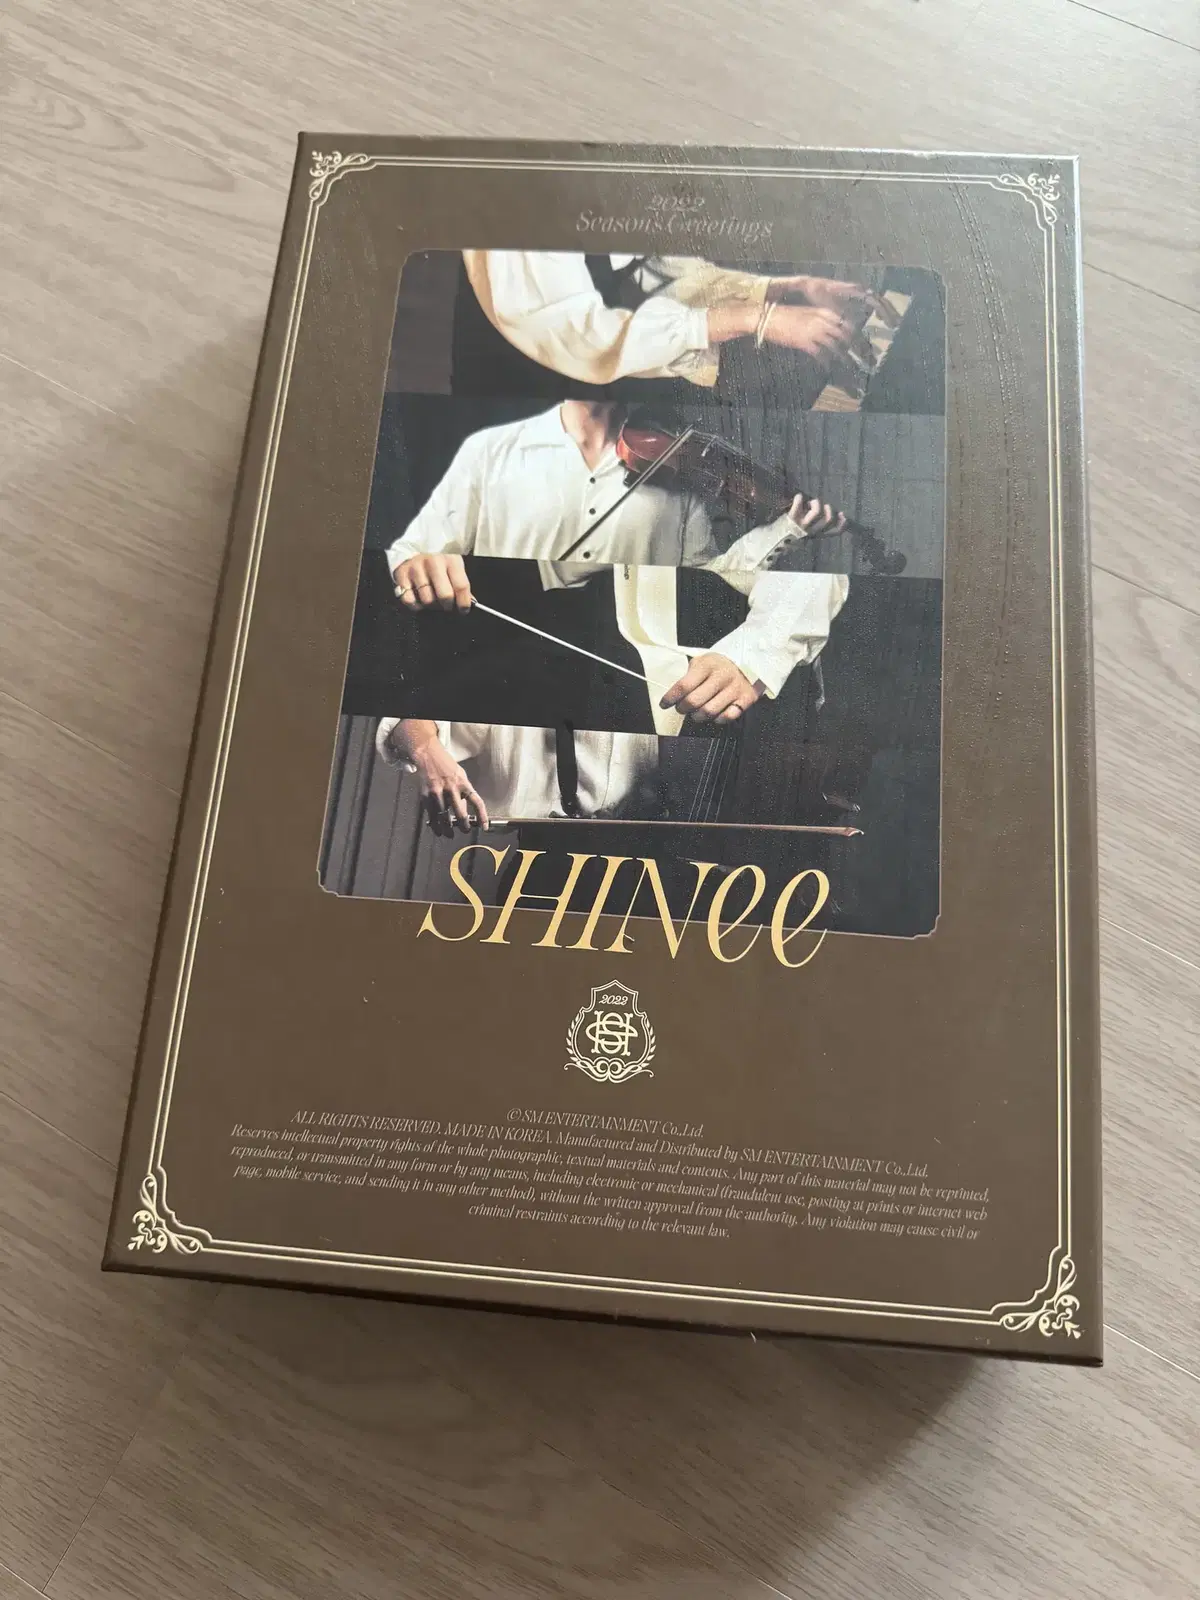 2022
Season's Greetings
SHINee
2022
© SM ENTERTAINMENT Co.,Ltd.
ALL RIGHTS RESERVED. MADE IN KOREA. Manufactured and Distributed by SM ENTERTAINMENT Co.,Ltd.
Reserves intellectual property rights of the whole photographic, textual materials and contents. Any part of this material may not be reprinted,
reproduced, or transmitted in any form or by any means, including electronic or mechanical (fraudulent use, posting at prints or internet web
page, mobile service, and sending it in any other method), without the written approval from the authority. Any violation may cause civil or
criminal restraints according to the relevant law.